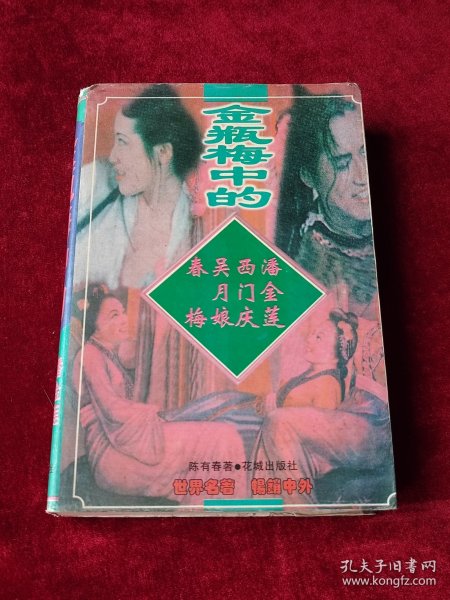 金瓶梅中的
潘金莲
西门庆
吴月娘
春梅
陈有春著●花城出版社
世界名著 暢銷中外
孔夫子旧书网
www.kongfz.com